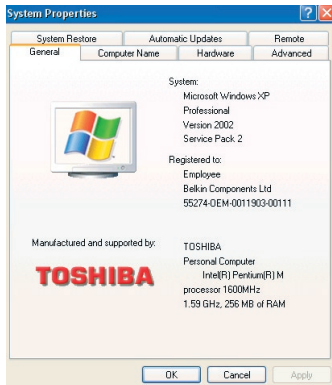 System Properties
System Restore Automatic Updates Remote
General Computer Name Hardware Advanced
System:
Microsoft Windows XP
Professional
Version 2002
Service Pack 2
Registered to:
Employee
Belkin Components Ltd
55274-OEM-0011903-00111
Manufactured and supported by:
TOSHIBA
TOSHIBA
Personal Computer
Intel(R) Pentium(R) M
processor 1600MHz
1.59 GHz, 256 MB of RAM
OK Cancel Apply